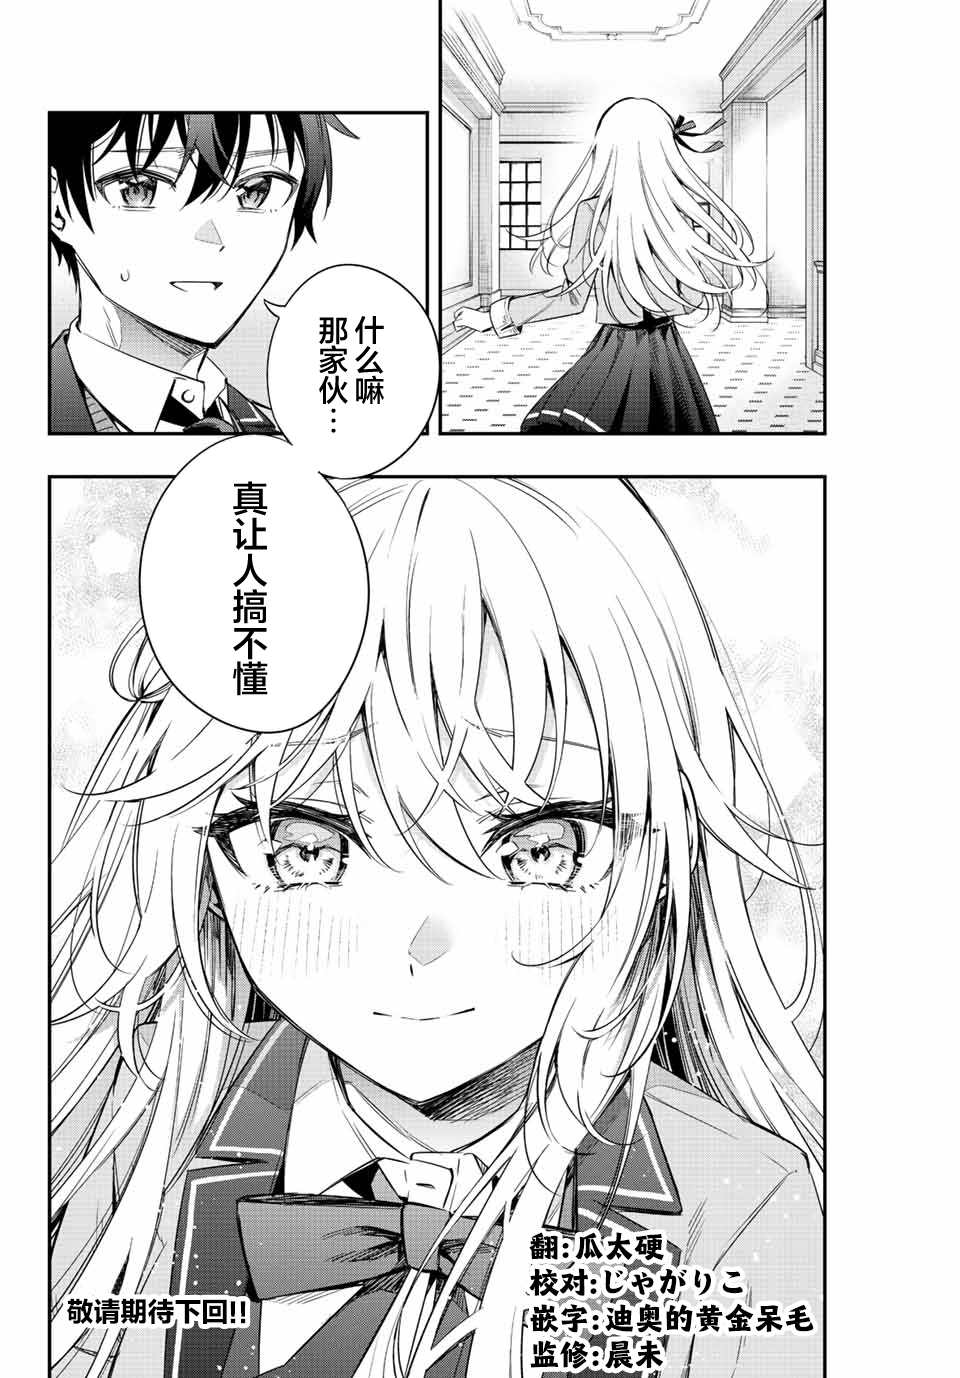 什么嘛
那家伙…
真让人搞不懂
翻:瓜太硬
校对:じゃがりこ
嵌字:迪奥的黄金呆毛
监修:晨未
敬请期待下回!!